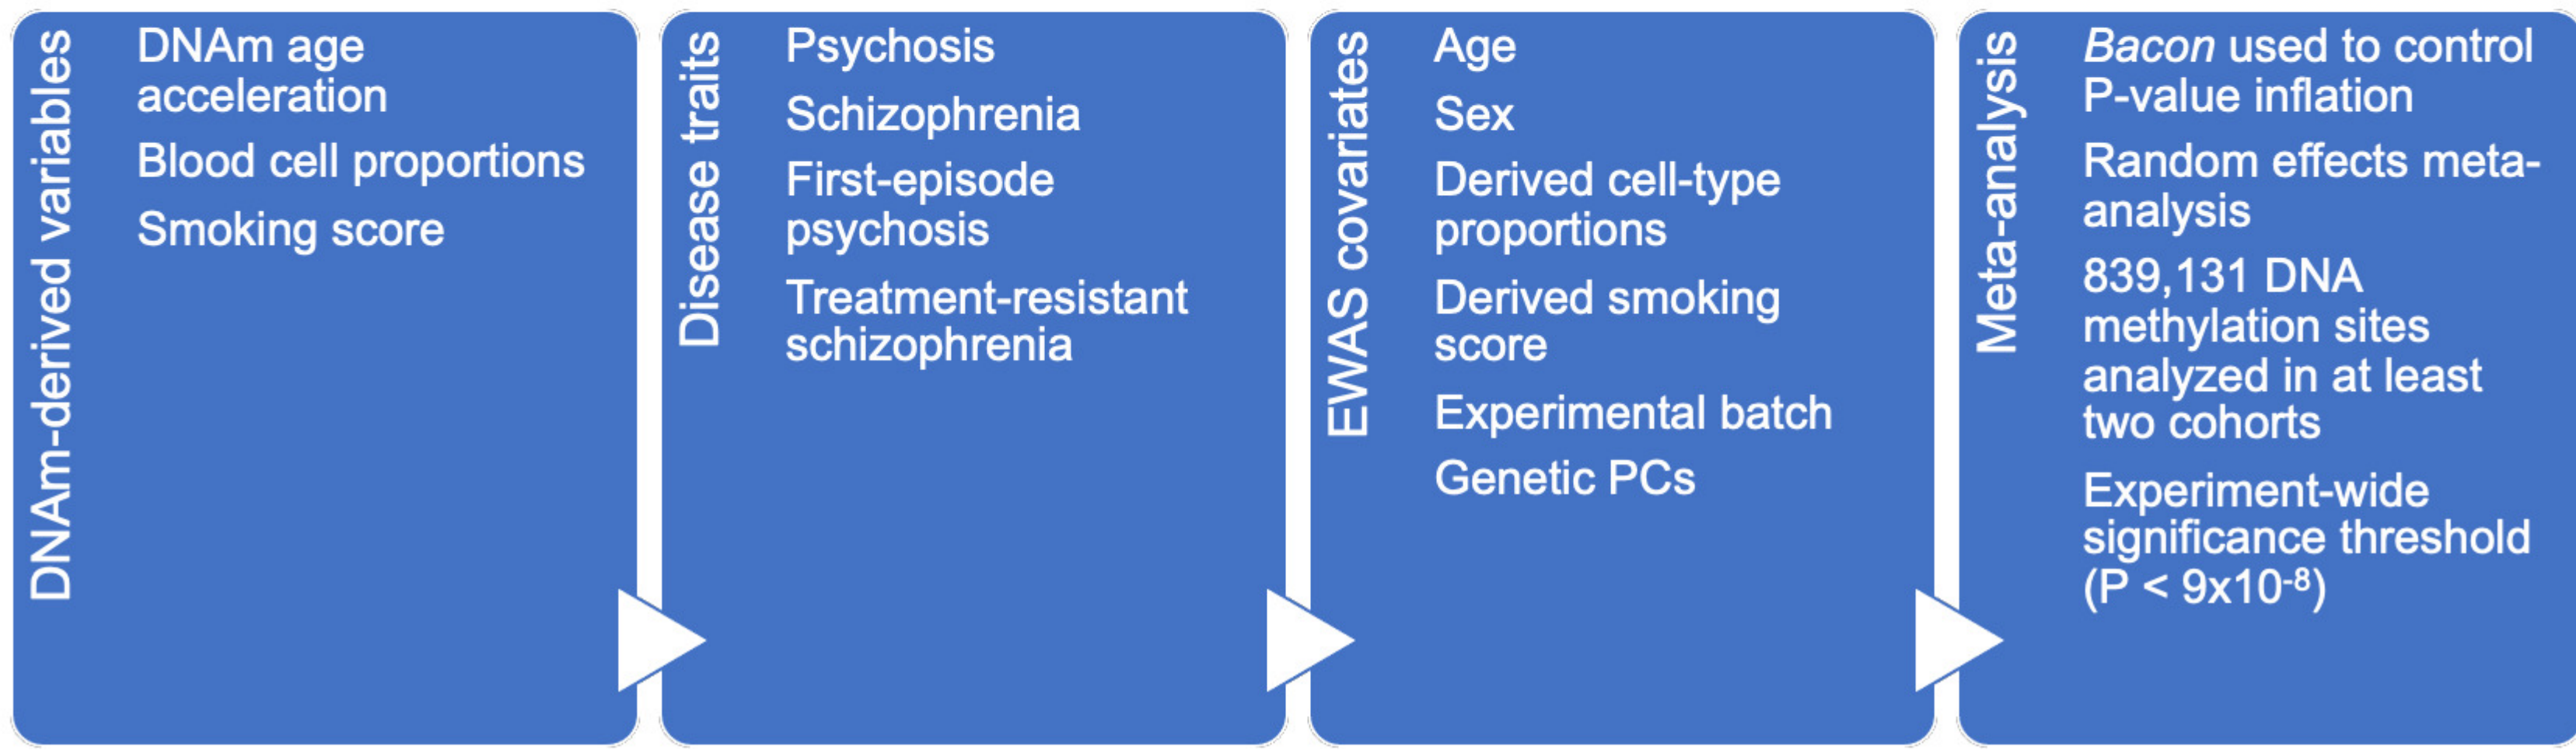 DNAm-derived variables
DNAm age
acceleration
Blood cell proportions
Smoking score
Disease traits
Psychosis
Schizophrenia
First-episode
psychosis
Treatment-resistant
schizophrenia
EWAS covariates
Age
Sex
Derived cell-type
proportions
Derived smoking
score
Experimental batch
Genetic PCs
Meta-analysis
Bacon used to control
P-value inflation
Random effects meta-
analysis
839,131 DNA
methylation sites
analyzed in at least
two cohorts
Experiment-wide
significance threshold
(P < 9x10⁻⁸)